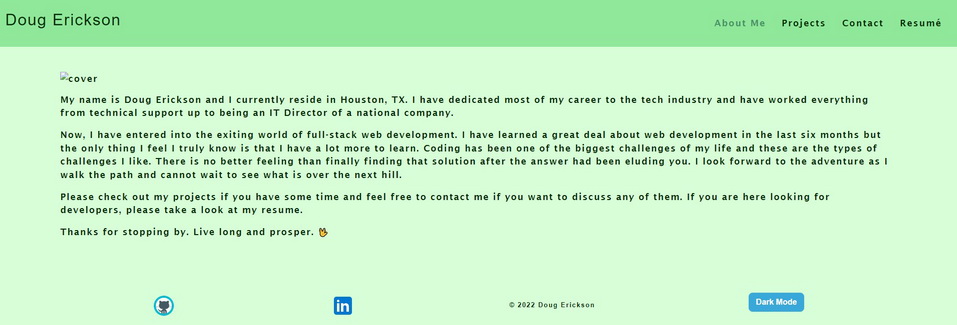 Doug Erickson
About Me Projects Contact Resumé
cover
My name is Doug Erickson and I currently reside in Houston, TX. I have dedicated most of my career to the tech industry and have worked everything
from technical support up to being an IT Director of a national company.
Now, I have entered into the exiting world of full-stack web development. I have learned a great deal about web development in the last six months but
the only thing I feel I truly know is that I have a lot more to learn. Coding has been one of the biggest challenges of my life and these are the types of
challenges I like. There is no better feeling than finally finding that solution after the answer had been eluding you. I look forward to the adventure as I
walk the path and cannot wait to see what is over the next hill.
Please check out my projects if you have some time and feel free to contact me if you want to discuss any of them. If you are here looking for
developers, please take a look at my resume.
Thanks for stopping by. Live long and prosper. 🖖
in
© 2022 Doug Erickson
Dark Mode